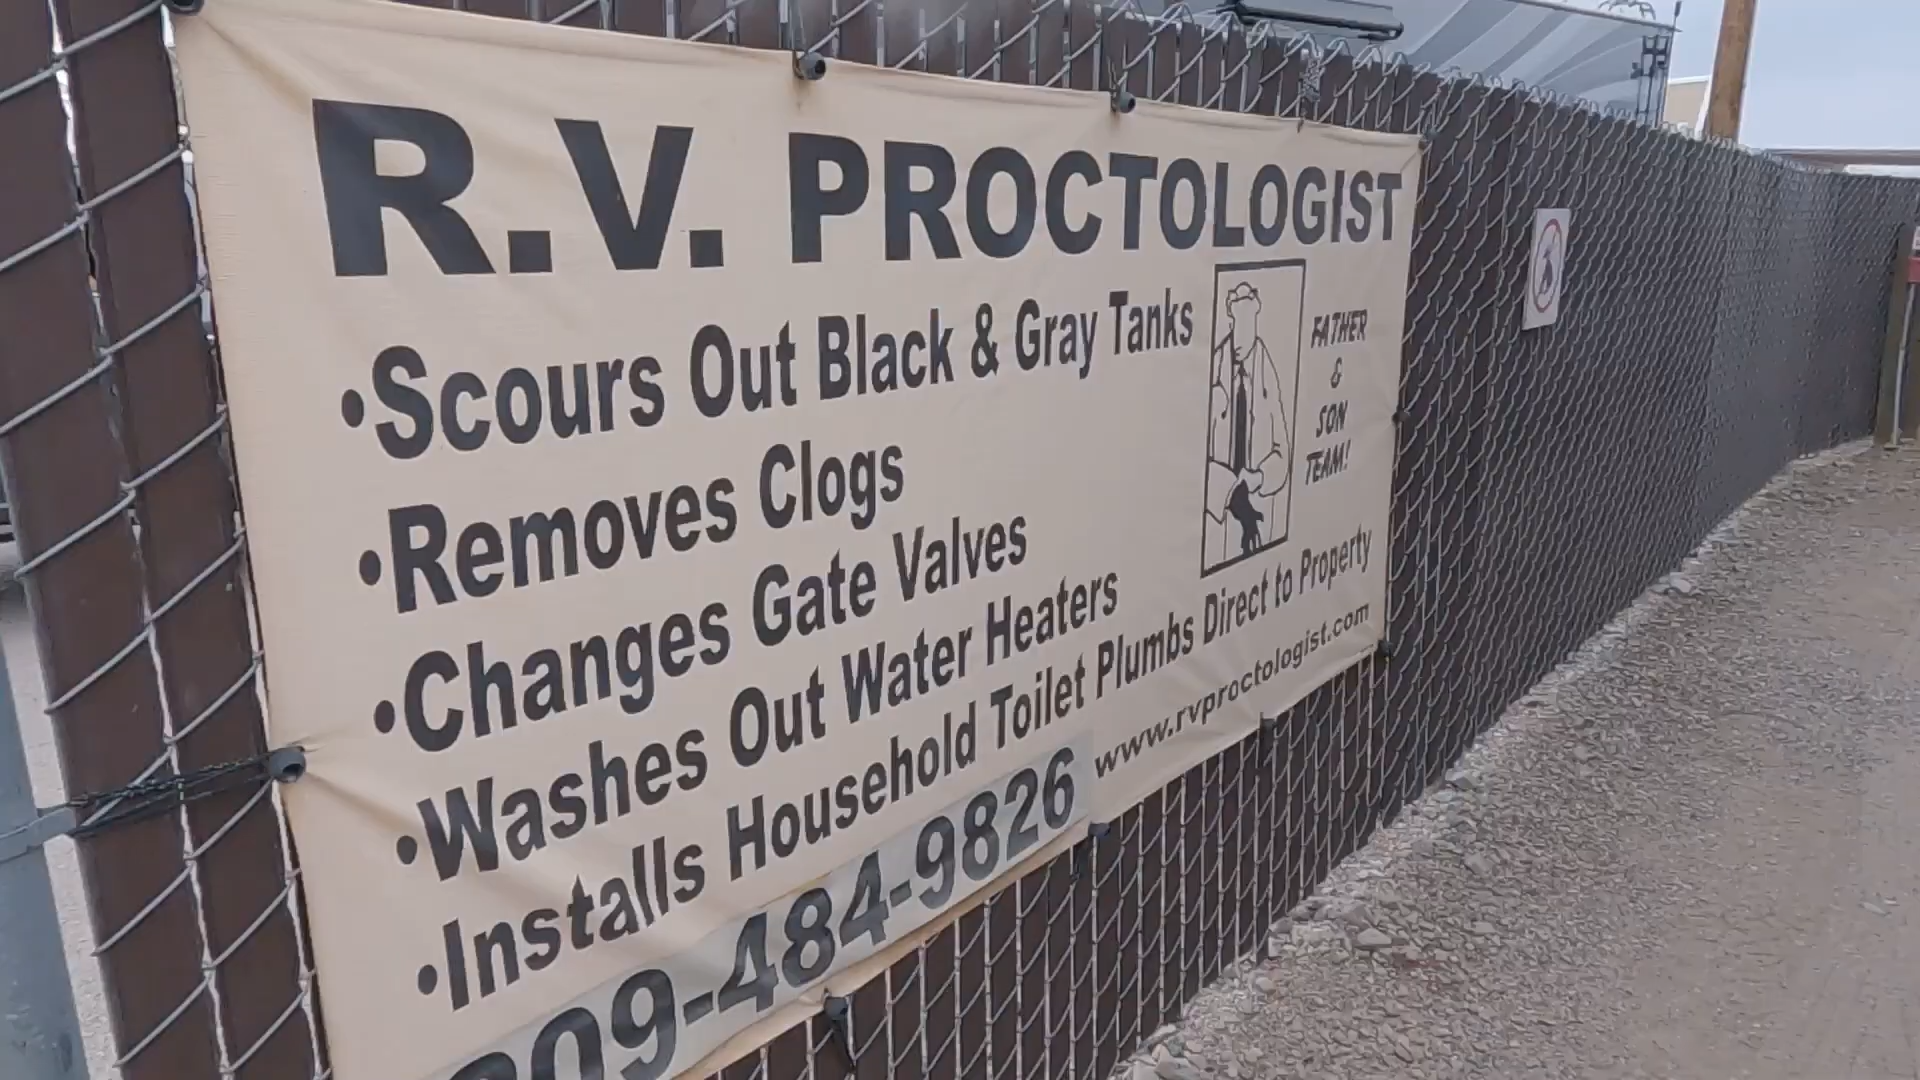 R.V. PROCTOLOGIST
•Scours Out Black & Gray Tanks
•Removes Clogs
•Changes Gate Valves
•Washes Out Water Heaters
•Installs Household Toilet Plumbs Direct to Property
FATHER
&
SON
TEAM!
www.rvproctologist.com
09-484-9826